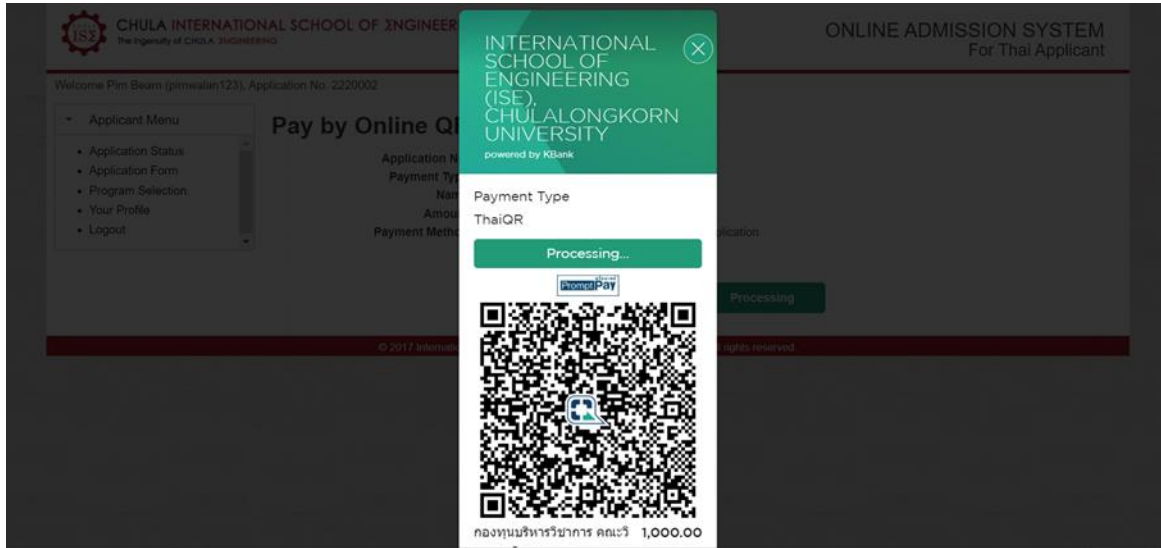 CHULA INTERNATIONAL SCHOOL OF ΣNGINEER
The Ingenuity of CHULA ΣNGINEERING
ONLINE ADMISSION SYSTEM
For Thai Applicant
Welcome Pim Beam (pimwalan123), Application No. 2220002
Applicant Menu
Application Status
Application Form
Program Selection
Your Profile
Logout
Pay by Online Q
Application N
Payment Typ
Nam
Amou
Payment Metho
plication
Processing
© 2017 Internatio
l rights reserved
INTERNATIONAL
SCHOOL OF
ENGINEERING
(ISE),
CHULALONGKORN
UNIVERSITY
powered by KBank
Payment Type
ThaiQR
Processing...
PromptPay
กองทุนบริหารวิชาการ คณะวิ 1,000.00